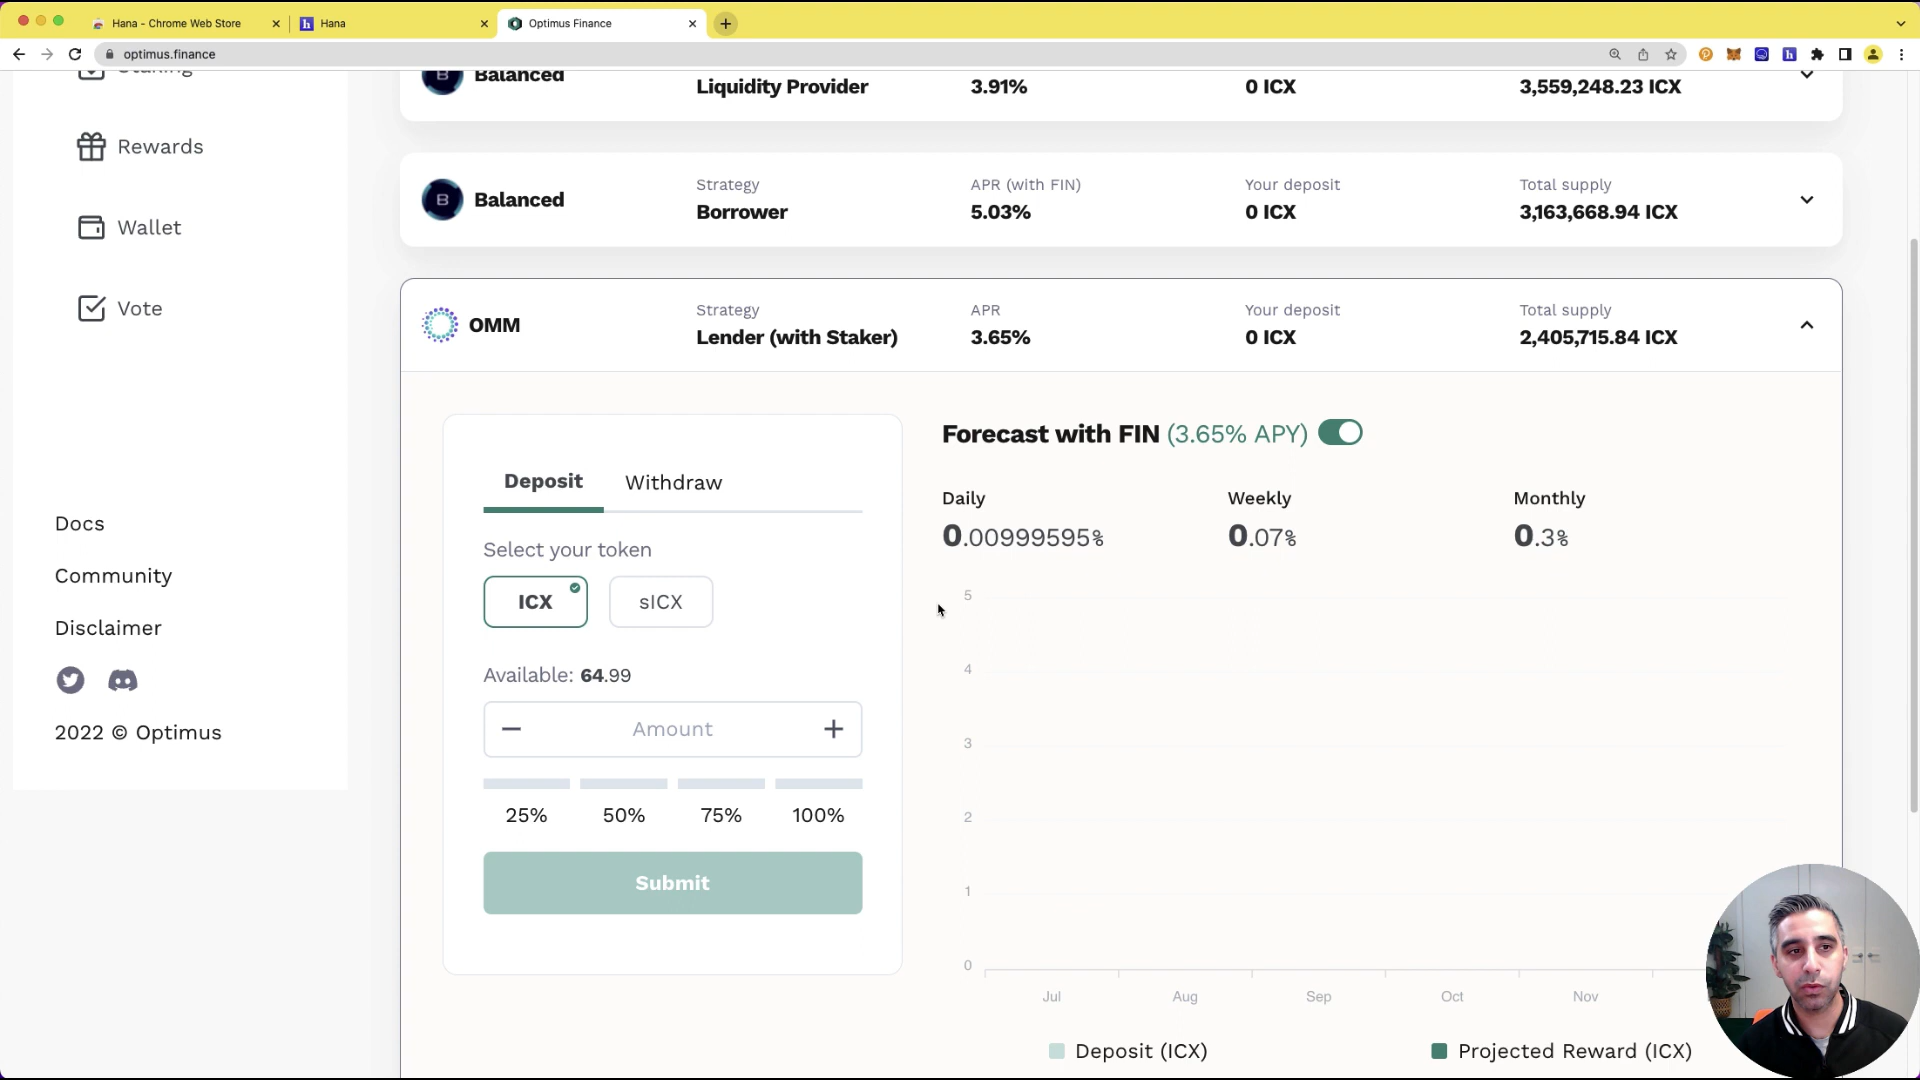 Hana - Chrome Web Store
Hana
Optimus Finance
optimus.finance
Staking
Rewards
Wallet
Vote
Docs
Community
Disclaimer
2022 © Optimus
Balanced
Liquidity Provider
3.91%
0 ICX
3,559,248.23 ICX
Balanced
Strategy
Borrower
APR (with FIN)
5.03%
Your deposit
0 ICX
Total supply
3,163,668.94 ICX
OMM
Strategy
Lender (with Staker)
APR
3.65%
Your deposit
0 ICX
Total supply
2,405,715.84 ICX
Deposit
Withdraw
Select your token
ICX
sICX
Available: 64.99
Amount
25%
50%
75%
100%
Submit
Forecast with FIN (3.65% APY)
Daily
0.00999595%
Weekly
0.07%
Monthly
0.3%
5
4
3
2
1
0
Jul
Aug
Sep
Oct
Nov
Deposit (ICX)
Projected Reward (ICX)